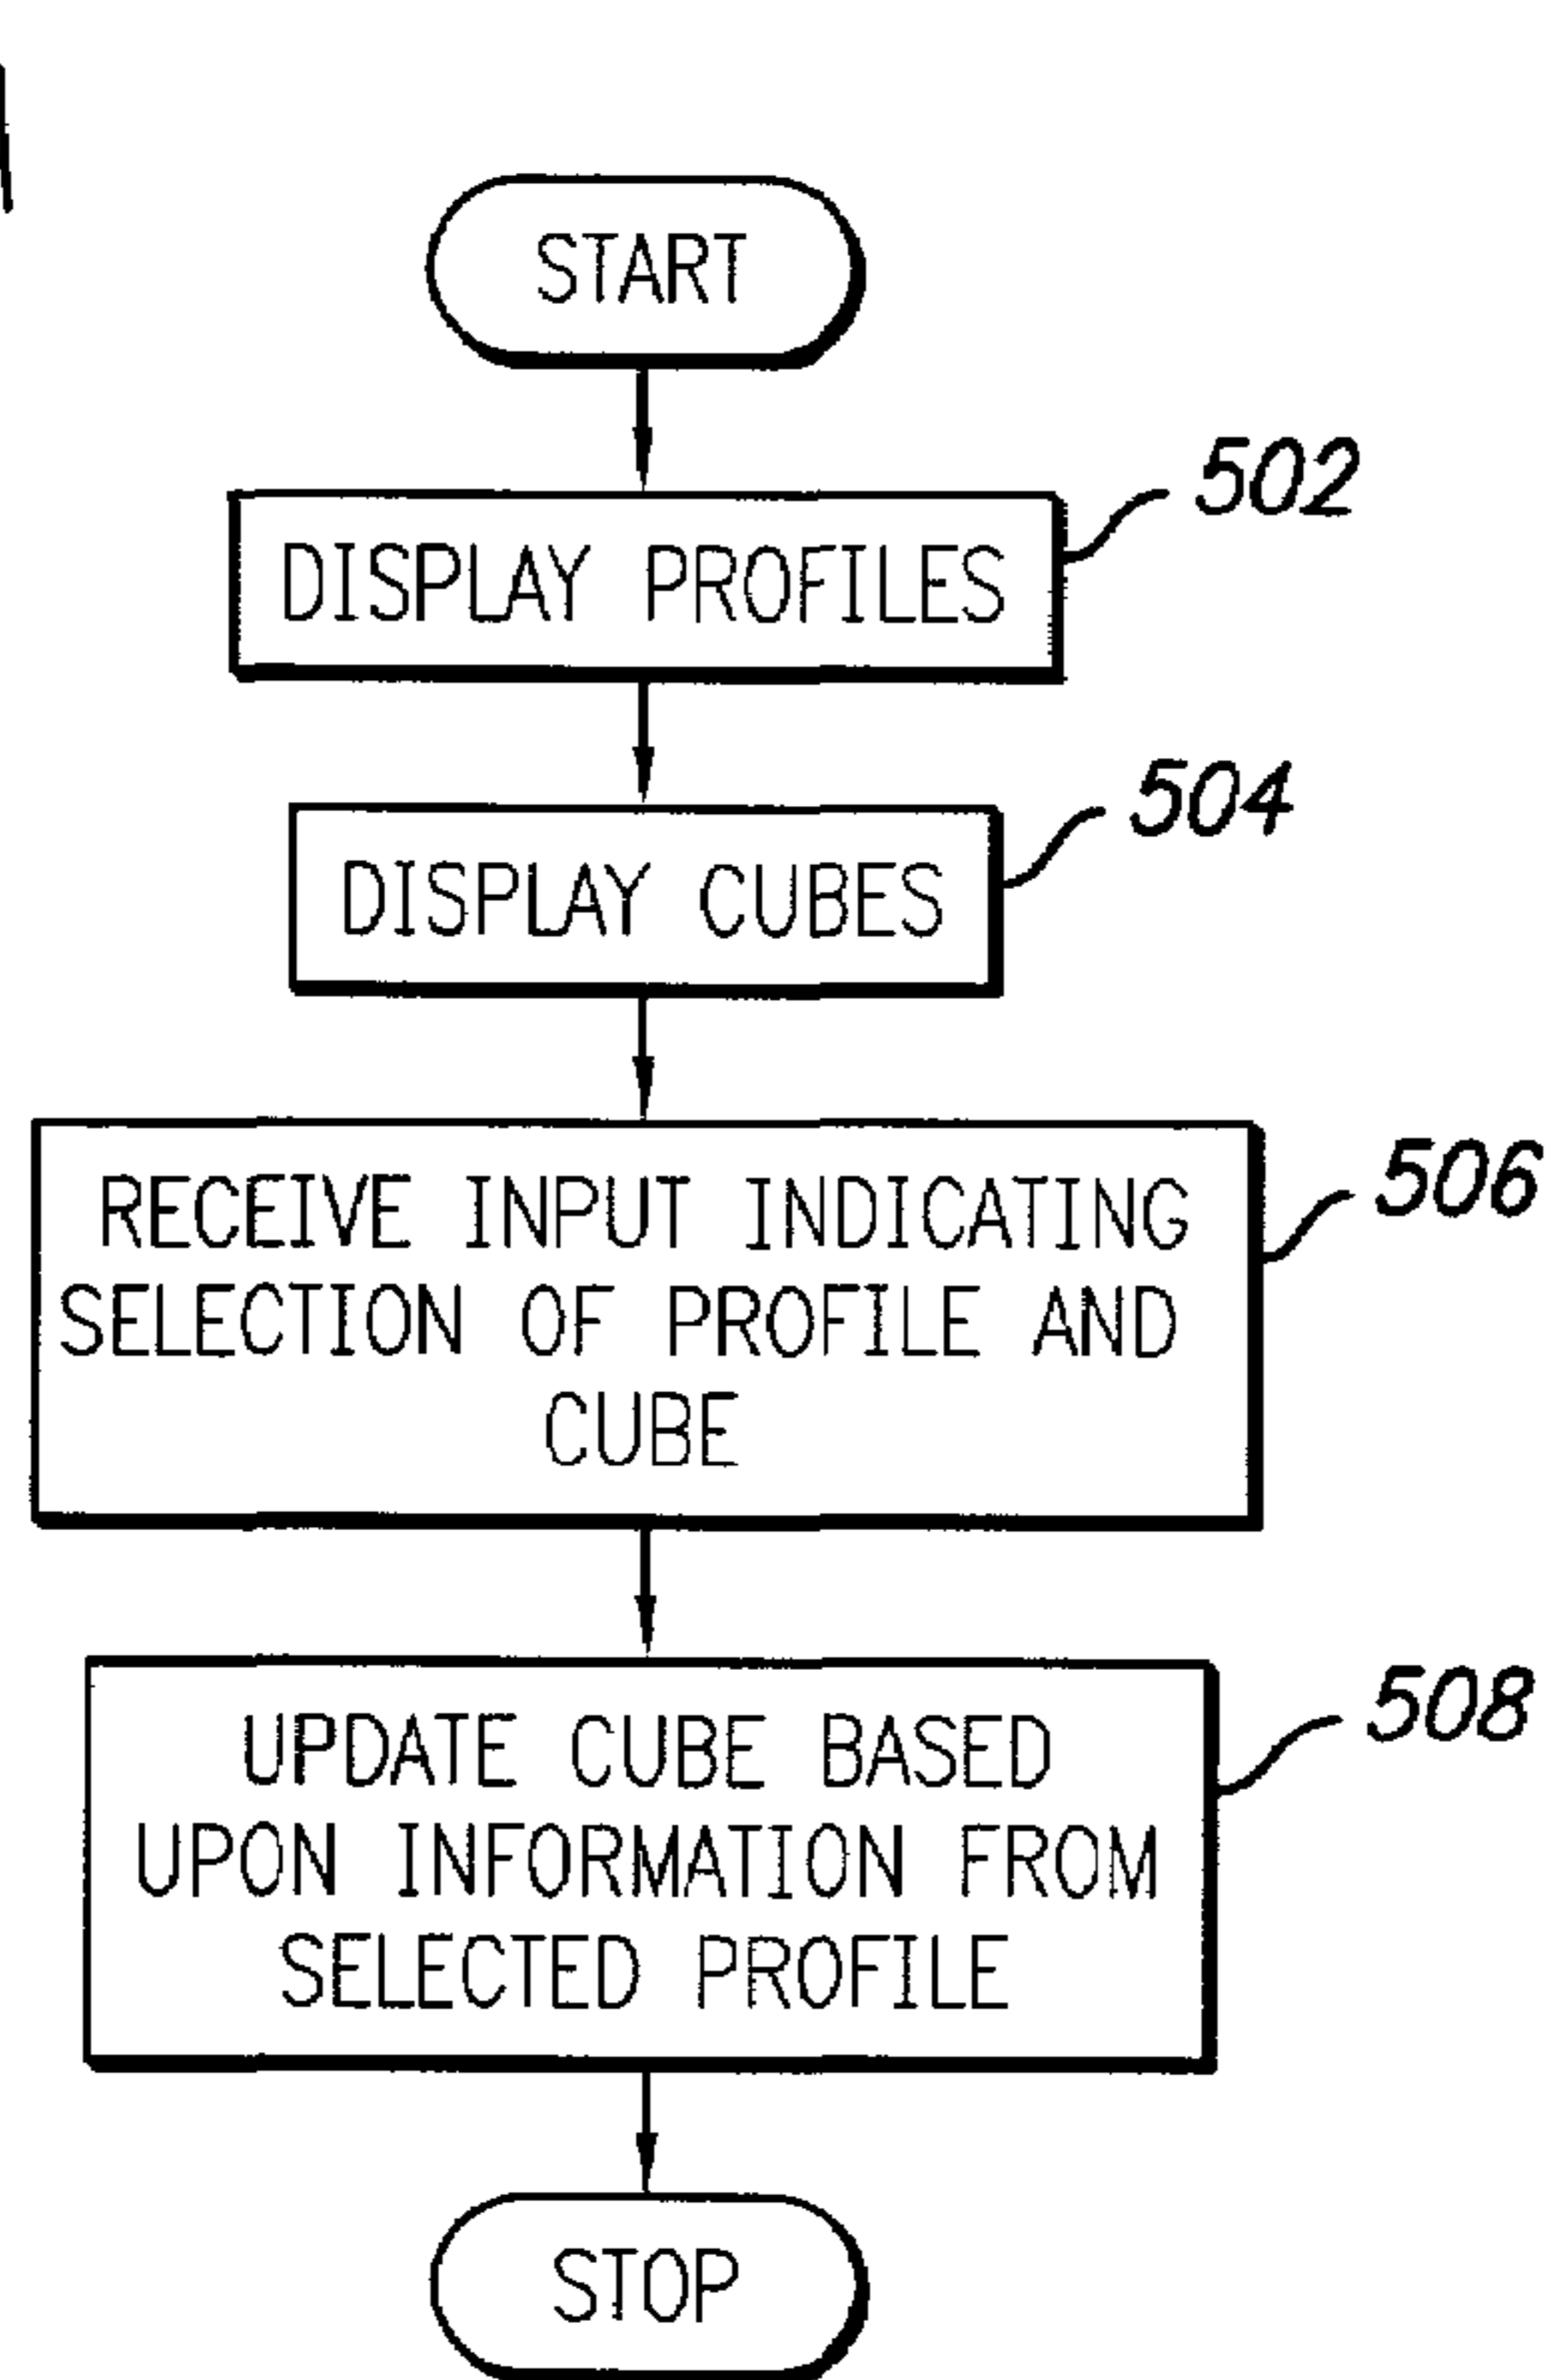 START
502
DISPLAY PROFILES
504
DISPLAY CUBES
506
RECEIVE INPUT INDICATING
SELECTION OF PROFILE AND
CUBE
508
UPDATE CUBE BASED
UPON INFORMATION FROM
SELECTED PROFILE
STOP